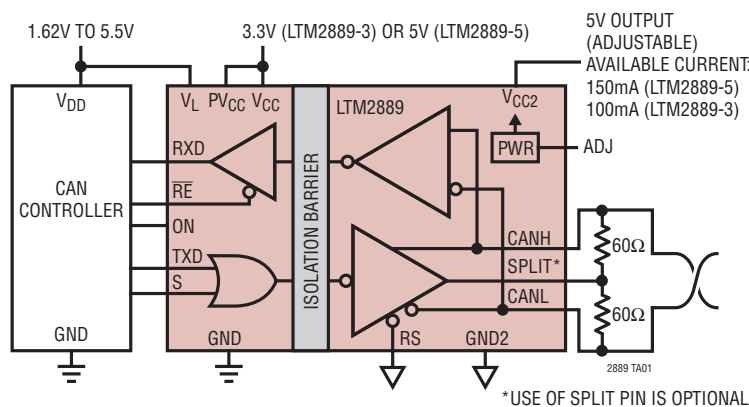 1.62V TO 5.5V
3.3V (LTM2889-3) OR 5V (LTM2889-5)
5V OUTPUT
(ADJUSTABLE)
AVAILABLE CURRENT:
150mA (LTM2889-5)
100mA (LTM2889-3)
VDD
VL
PVCC
VCC
LTM2889
VCC2
RXD
PWR
ADJ
RE
CAN
CONTROLLER
ON
ISOLATION BARRIER
TXD
S
CANH
SPLIT*
CANL
60Ω
60Ω
GND
GND
RS
GND2
2889 TA01
*USE OF SPLIT PIN IS OPTIONAL